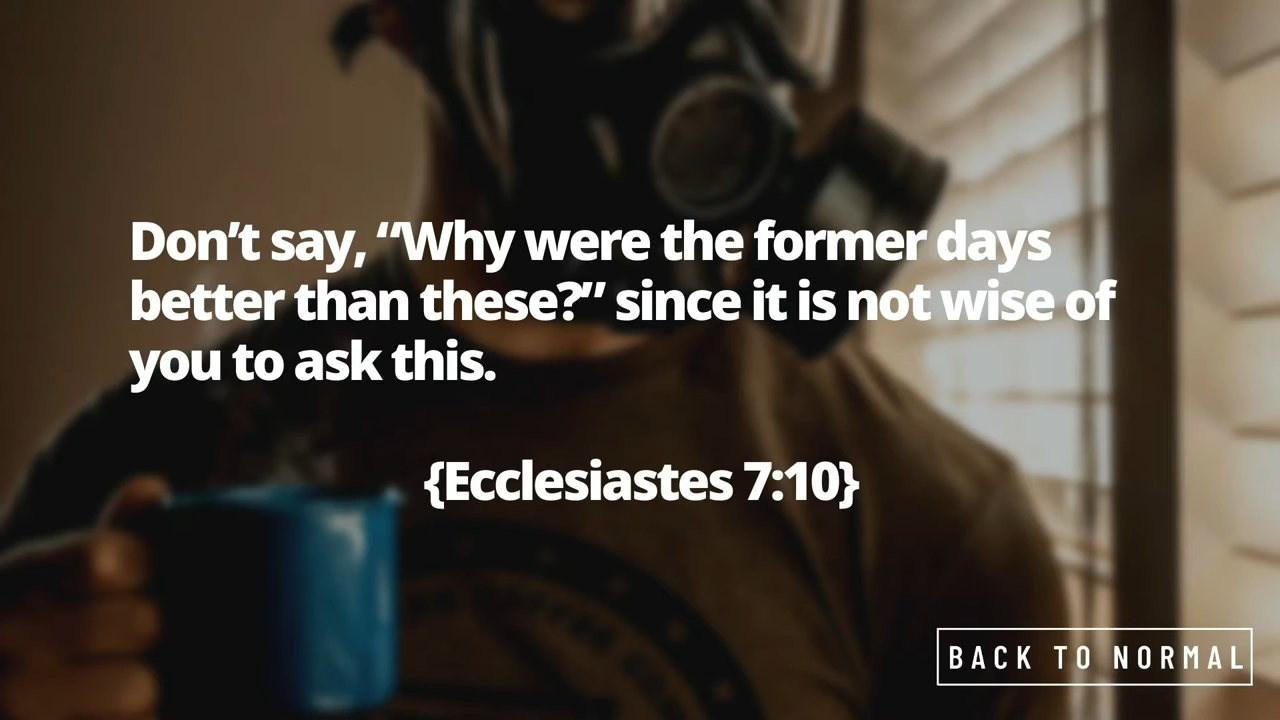 Don’t say, “Why were the former days
better than these?” since it is not wise of
you to ask this.
{Ecclesiastes 7:10}
BACK TO NORMAL